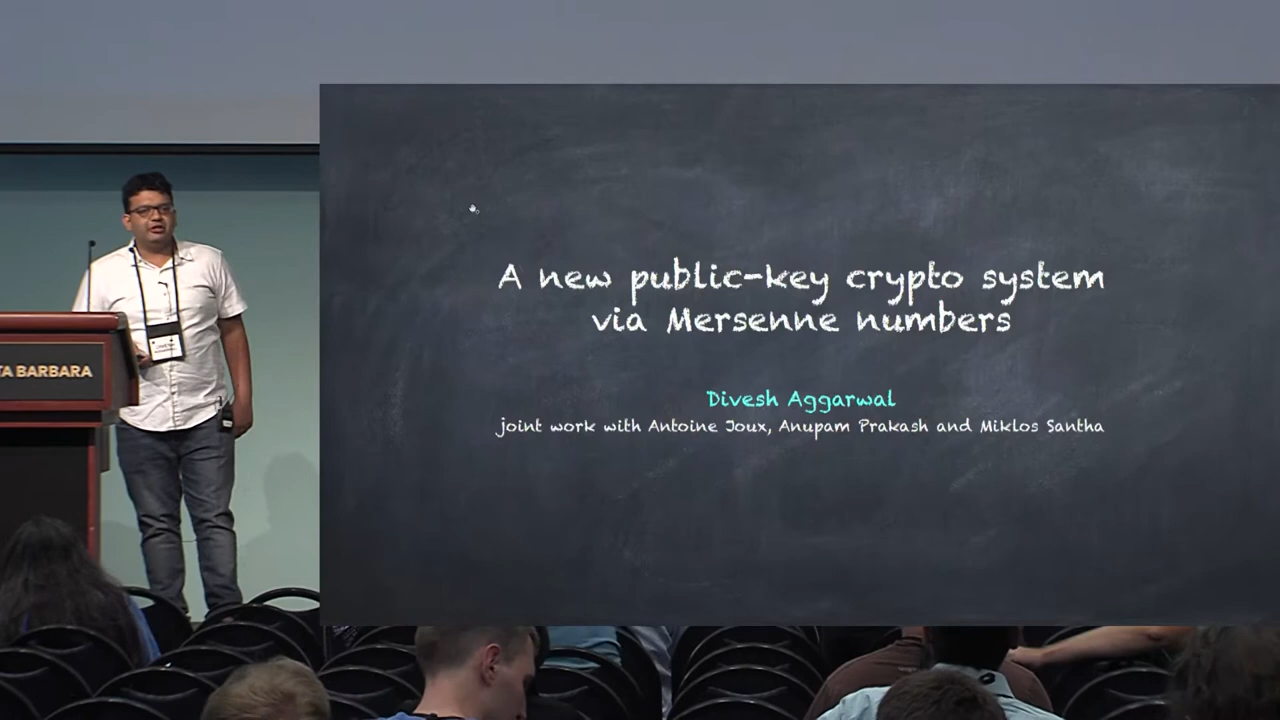 A new public-key crypto system
via Mersenne numbers
Divesh Aggarwal
joint work with Antoine Joux, Anupam Prakash and Miklos Santha
TA BARBARA